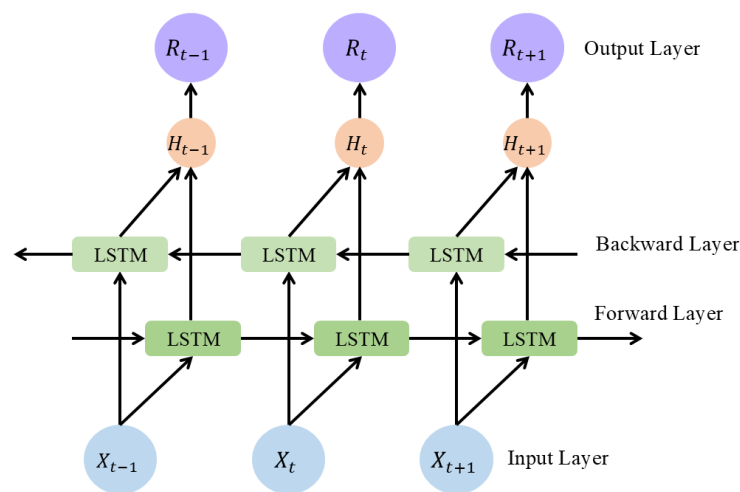 R_{t-1} R_t R_{t+1} Output Layer
H_{t-1} H_t H_{t+1}
LSTM LSTM LSTM Backward Layer
LSTM LSTM LSTM Forward Layer
X_{t-1} X_t X_{t+1} Input Layer